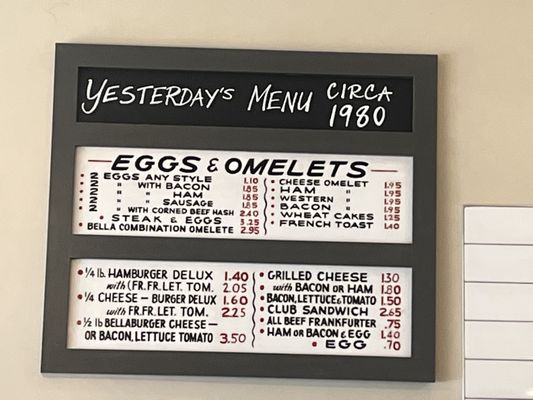 YESTERDAY'S MENU CIRCA 1980
EGGS & OMELETS
2 EGGS ANY STYLE 1.10
2 " WITH BACON 1.85
2 " " HAM 1.85
2 " " SAUSAGE 1.85
2 " WITH CORNED BEEF HASH 2.40
STEAK & EGGS 3.25
BELLA COMBINATION OMELETE 2.95
CHEESE OMELET 1.95
HAM " 1.95
WESTERN " 1.95
BACON " 1.95
WHEAT CAKES 1.25
FRENCH TOAST 1.40
1/4 lb. HAMBURGER DELUX 1.40
with (FR. FR. LET. TOM. 2.05
1/4 CHEESE - BURGER DELUX 1.60
with FR. FR. LET. TOM. 2.25
1/2 lb BELLABURGER CHEESE -
OR BACON, LETTUCE TOMATO 3.50
GRILLED CHEESE 1.30
with BACON OR HAM 1.80
BACON, LETTUCE & TOMATO 1.50
CLUB SANDWICH 2.65
ALL BEEF FRANKFURTER .75
HAM OR BACON & EGG 1.40
EGG .70